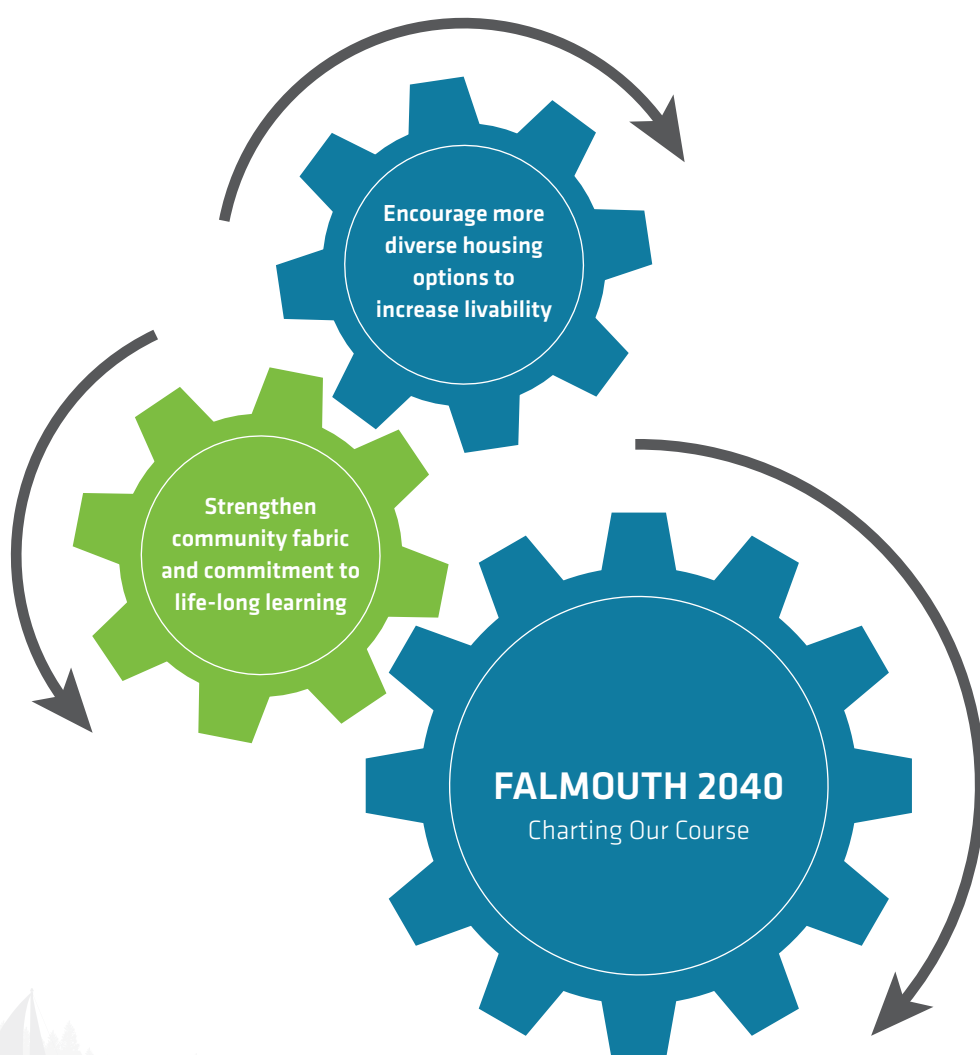 Encourage more
diverse housing
options to
increase livability
Strengthen
community fabric
and commitment to
life-long learning
FALMOUTH 2040
Charting Our Course